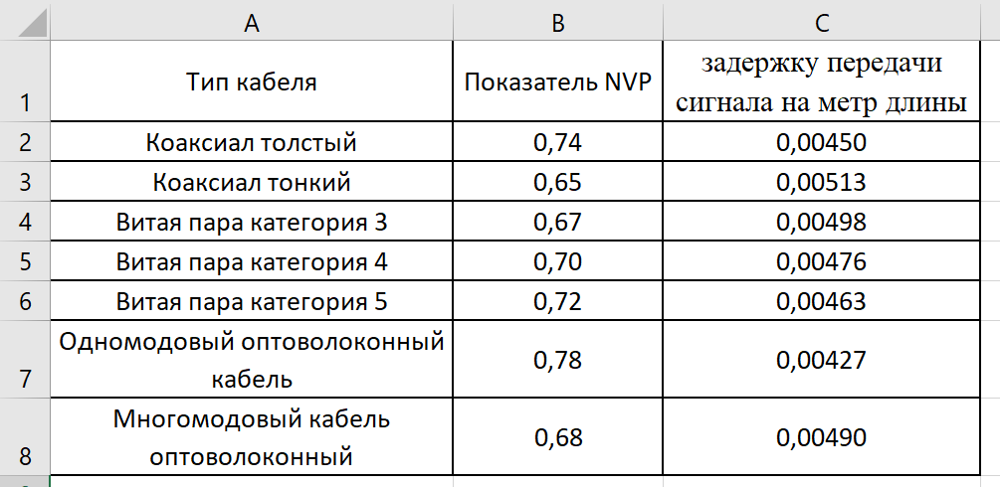 A B C
1 Тип кабеля Показатель NVP задержку передачи
сигнала на метр длины
2 Коаксиал толстый 0,74 0,00450
3 Коаксиал тонкий 0,65 0,00513
4 Витая пара категория 3 0,67 0,00498
5 Витая пара категория 4 0,70 0,00476
6 Витая пара категория 5 0,72 0,00463
7 Одномодовый оптоволоконный
кабель 0,78 0,00427
8 Многомодовый кабель
оптоволоконный 0,68 0,00490